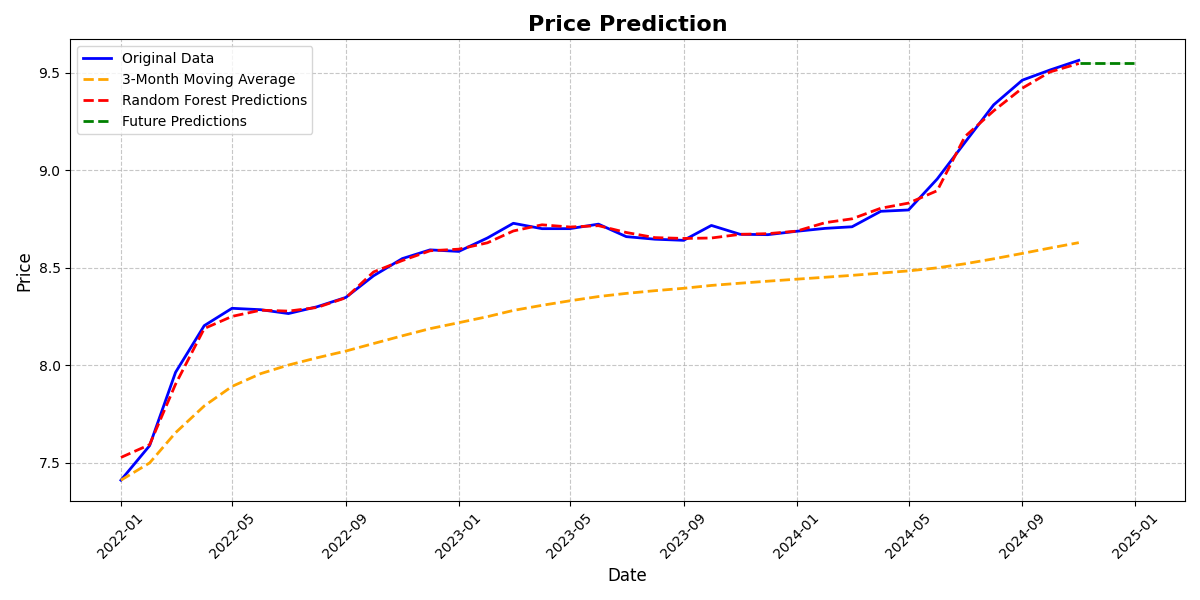 Price Prediction
Original Data
3-Month Moving Average
Random Forest Predictions
Future Predictions
Price
9.5
9.0
8.5
8.0
7.5
2022-01
2022-05
2022-09
2023-01
2023-05
2023-09
2024-01
2024-05
2024-09
2025-01
Date